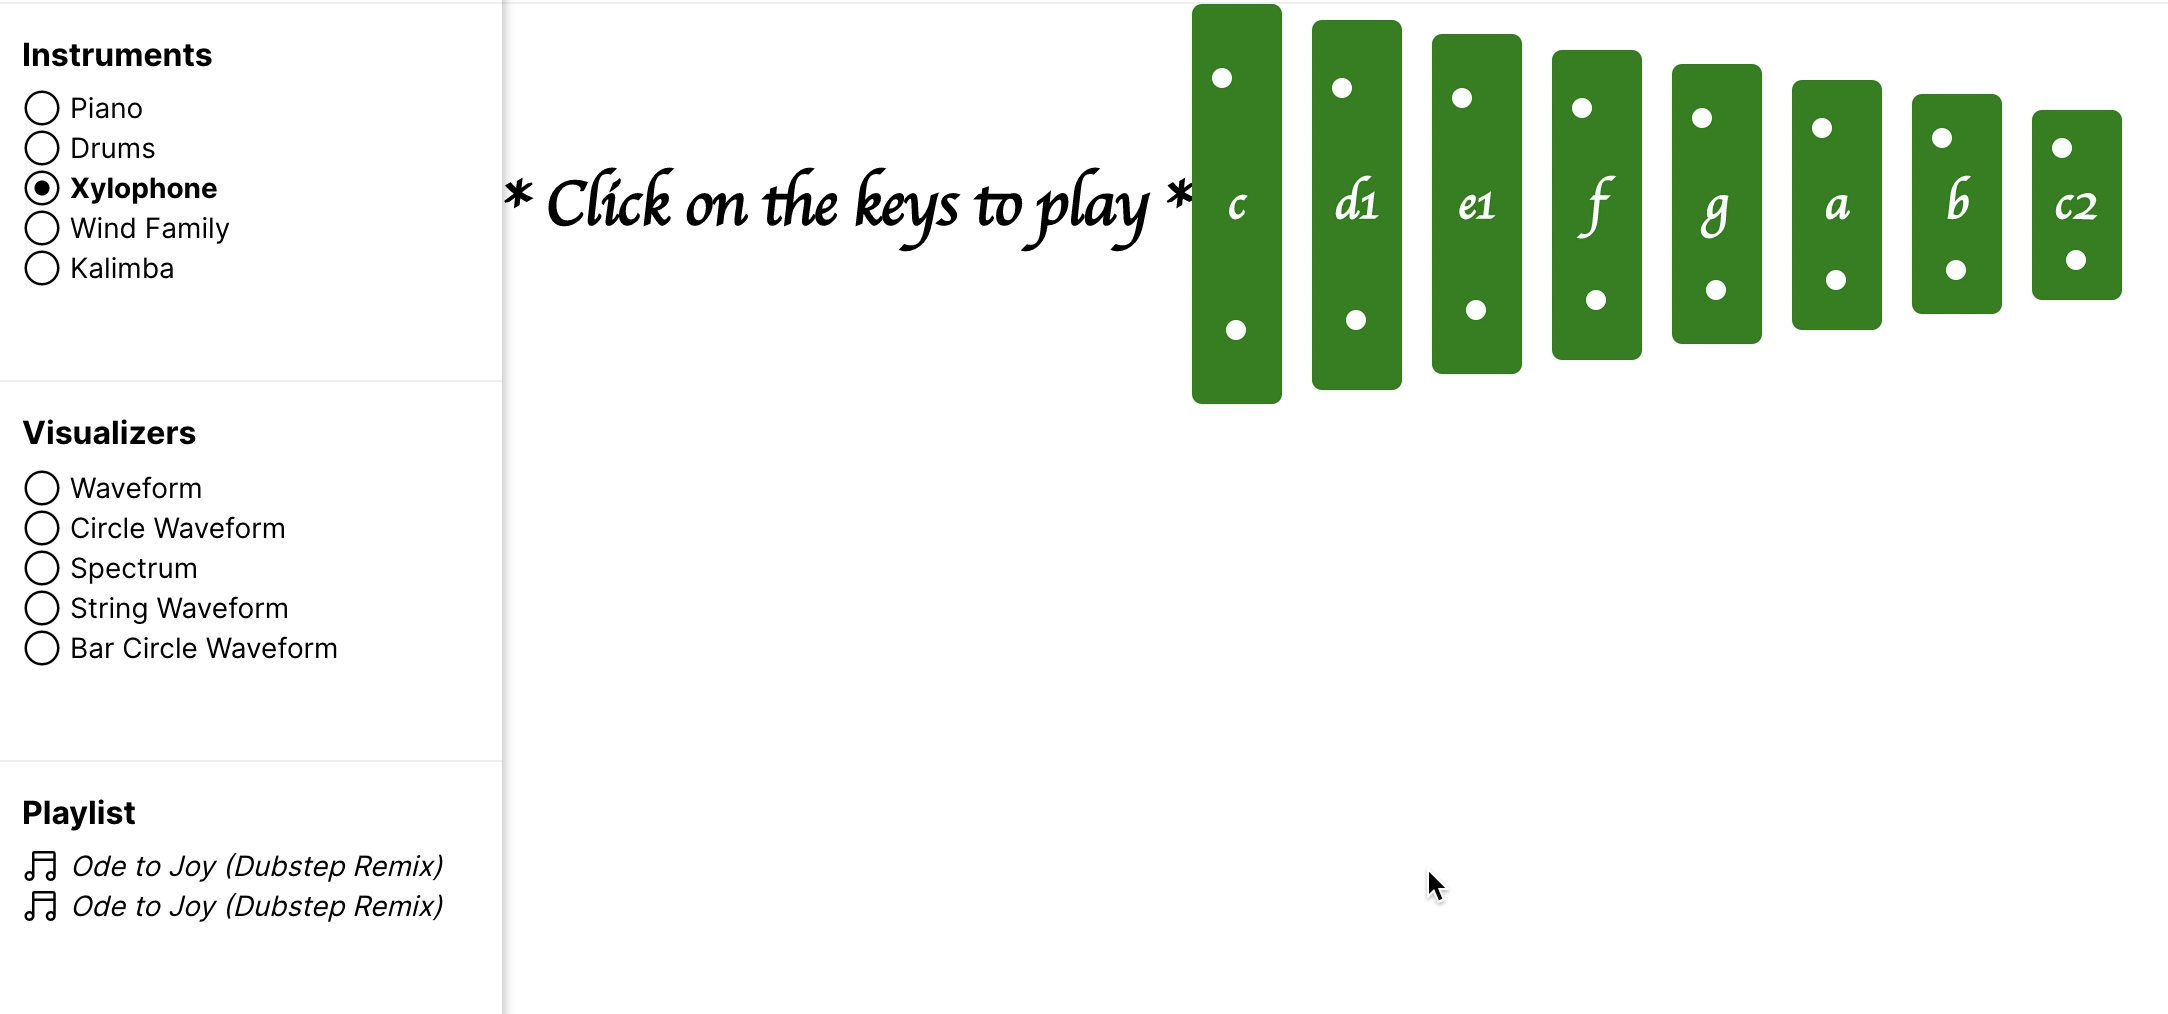 Instruments
Piano
Drums
Xylophone
Wind Family
Kalimba
Visualizers
Waveform
Circle Waveform
Spectrum
String Waveform
Bar Circle Waveform
Playlist
Ode to Joy (Dubstep Remix)
Ode to Joy (Dubstep Remix)
* Click on the keys to play *
c d1 e1 f g a b c2